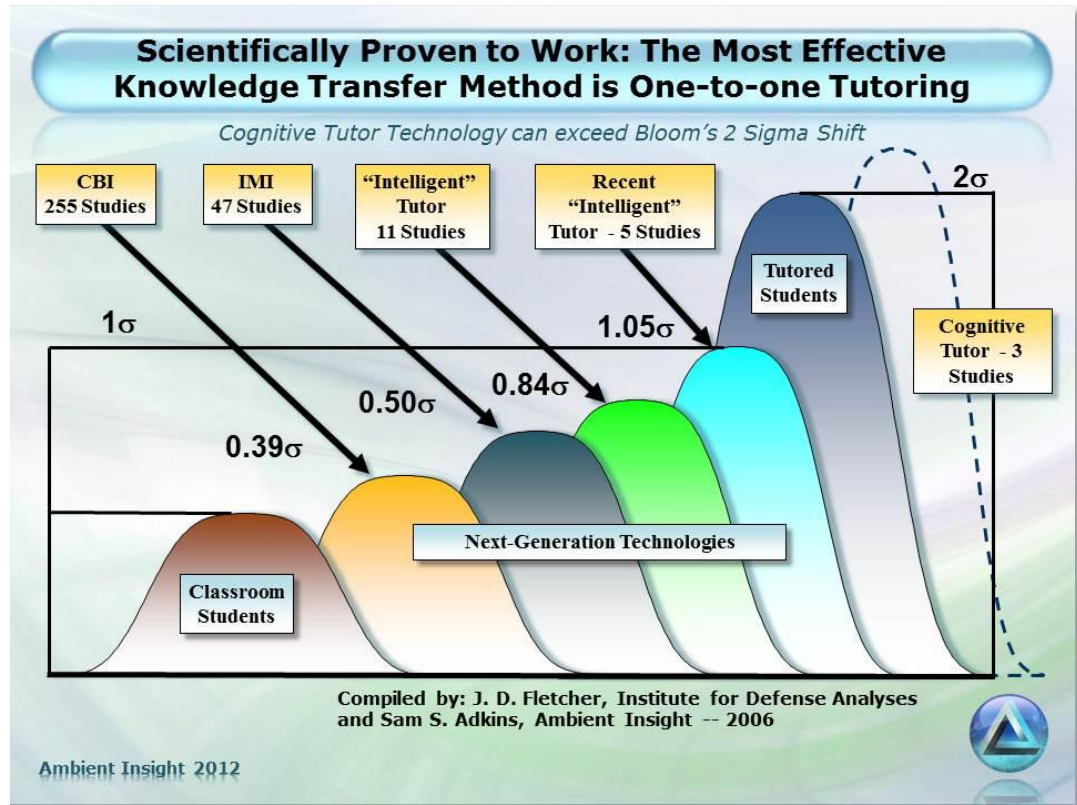 Scientifically Proven to Work: The Most Effective
Knowledge Transfer Method is One-to-one Tutoring
Cognitive Tutor Technology can exceed Bloom's 2 Sigma Shift
CBI
255 Studies
IMI
47 Studies
“Intelligent”
Tutor
11 Studies
Recent
“Intelligent”
Tutor - 5 Studies
2σ
Tutored
Students
1σ
1.05σ
Cognitive
Tutor - 3
Studies
0.84σ
0.50σ
0.39σ
Next-Generation Technologies
Classroom
Students
Compiled by: J. D. Fletcher, Institute for Defense Analyses
and Sam S. Adkins, Ambient Insight -- 2006
Ambient Insight 2012